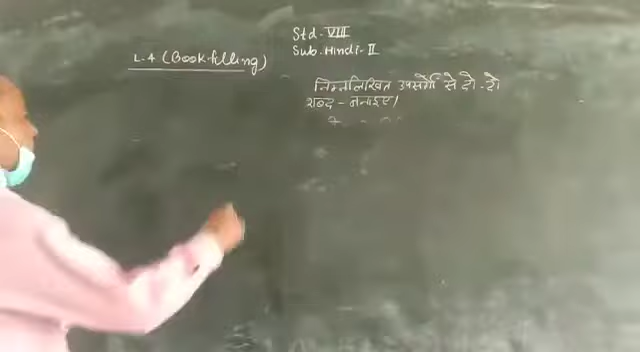 Std-VIII
Sub.Hindi-II
L-4 (Book-filling)
निम्नलिखित उपसर्गों से दो-दो
शब्द - बनाइए।